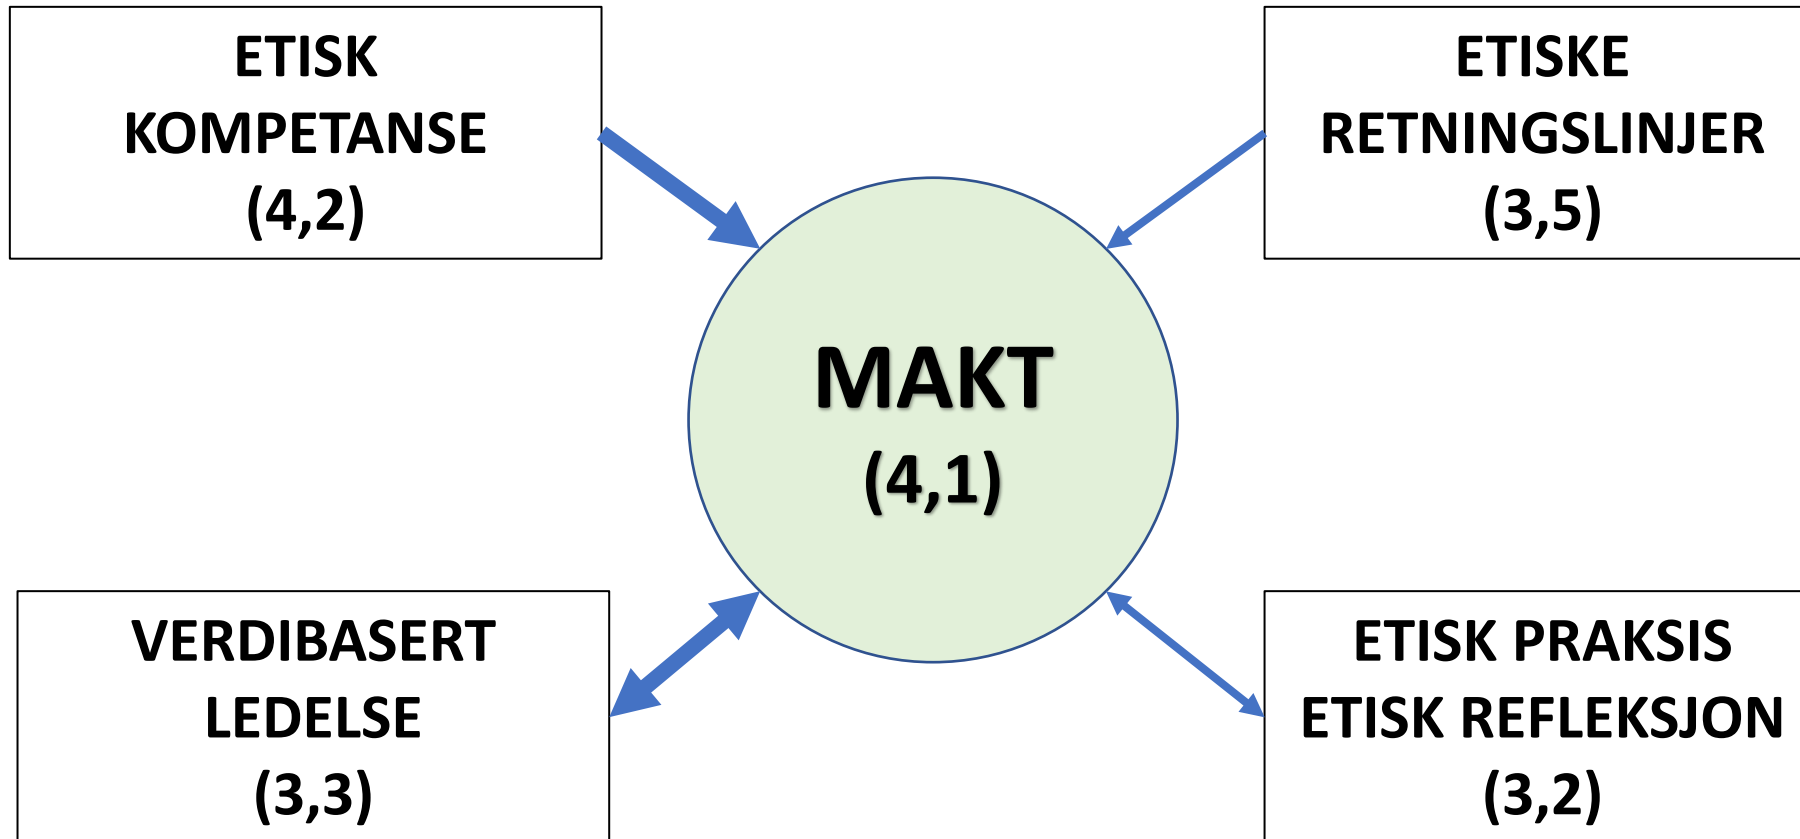 ETISK
KOMPETANSE
(4,2)
ETISKE
RETNINGSLINJER
(3,5)
MAKT
(4,1)
VERDIBASERT
LEDELSE
(3,3)
ETISK PRAKSIS
ETISK REFLEKSJON
(3,2)